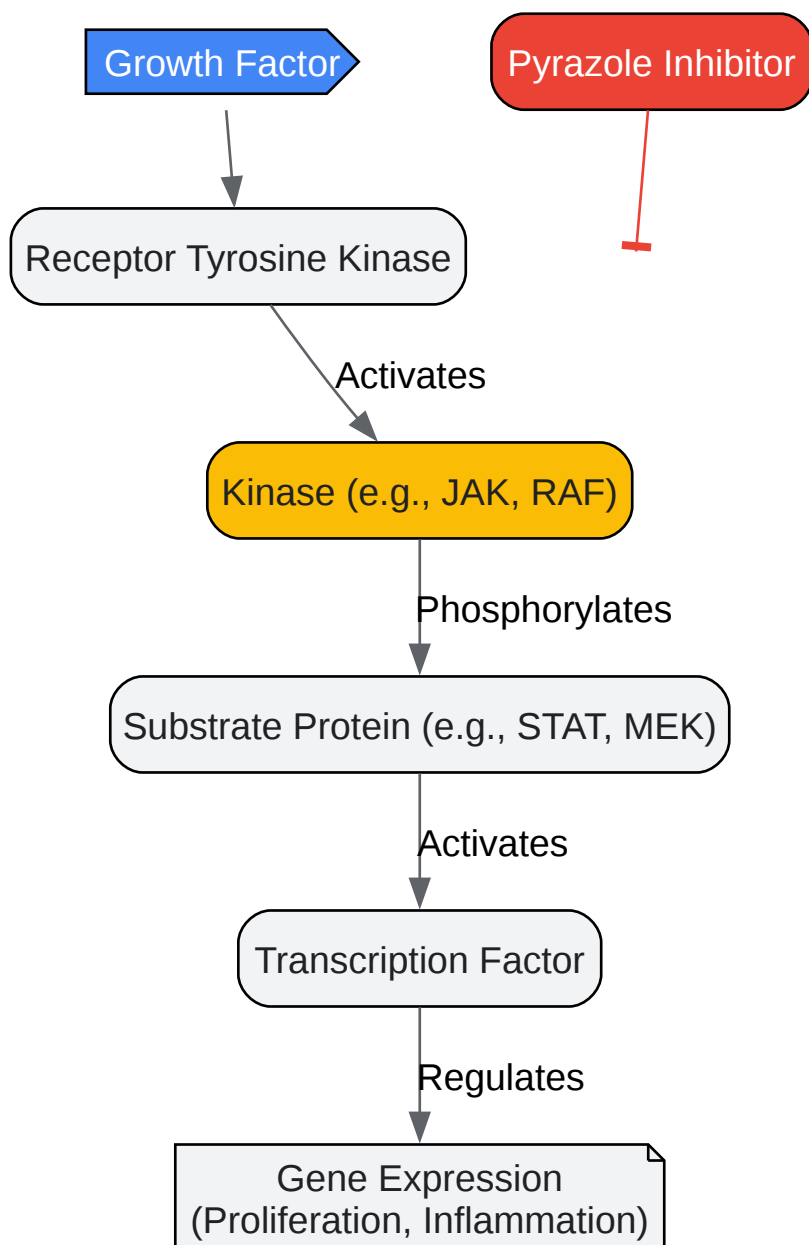 Growth Factor
Pyrazole Inhibitor
Receptor Tyrosine Kinase
Activates
Kinase (e.g., JAK, RAF)
Phosphorylates
Substrate Protein (e.g., STAT, MEK)
Activates
Transcription Factor
Regulates
Gene Expression
(Proliferation, Inflammation)